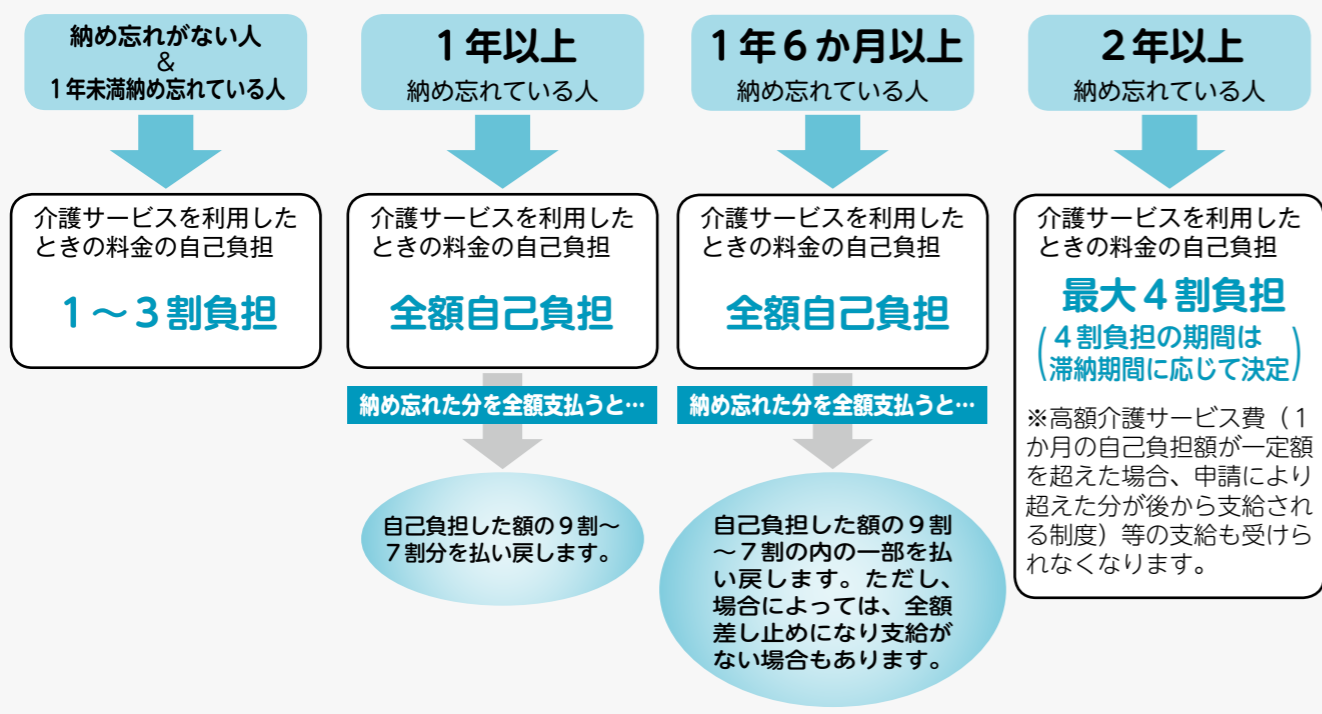 納め忘れがない人
&
1年未満納め忘れている人
介護サービスを利用した
ときの料金の自己負担
1～3割負担
1年以上
納め忘れている人
介護サービスを利用した
ときの料金の自己負担
全額自己負担
納め忘れた分を全額支払うと…
自己負担した額の9割～
7割分を払い戻します。
1年6か月以上
納め忘れている人
介護サービスを利用した
ときの料金の自己負担
全額自己負担
納め忘れた分を全額支払うと…
自己負担した額の9割
～7割の内の一部を払
い戻します。ただし、
場合によっては、全額
差し止めになり支給が
ない場合もあります。
2年以上
納め忘れている人
介護サービスを利用した
ときの料金の自己負担
最大4割負担
(4割負担の期間は
滞納期間に応じて決定)
※高額介護サービス費（1
か月の自己負担額が一定額
を超えた場合、申請により
超えた分が後から支給され
る制度）等の支給も受けら
れなくなります。